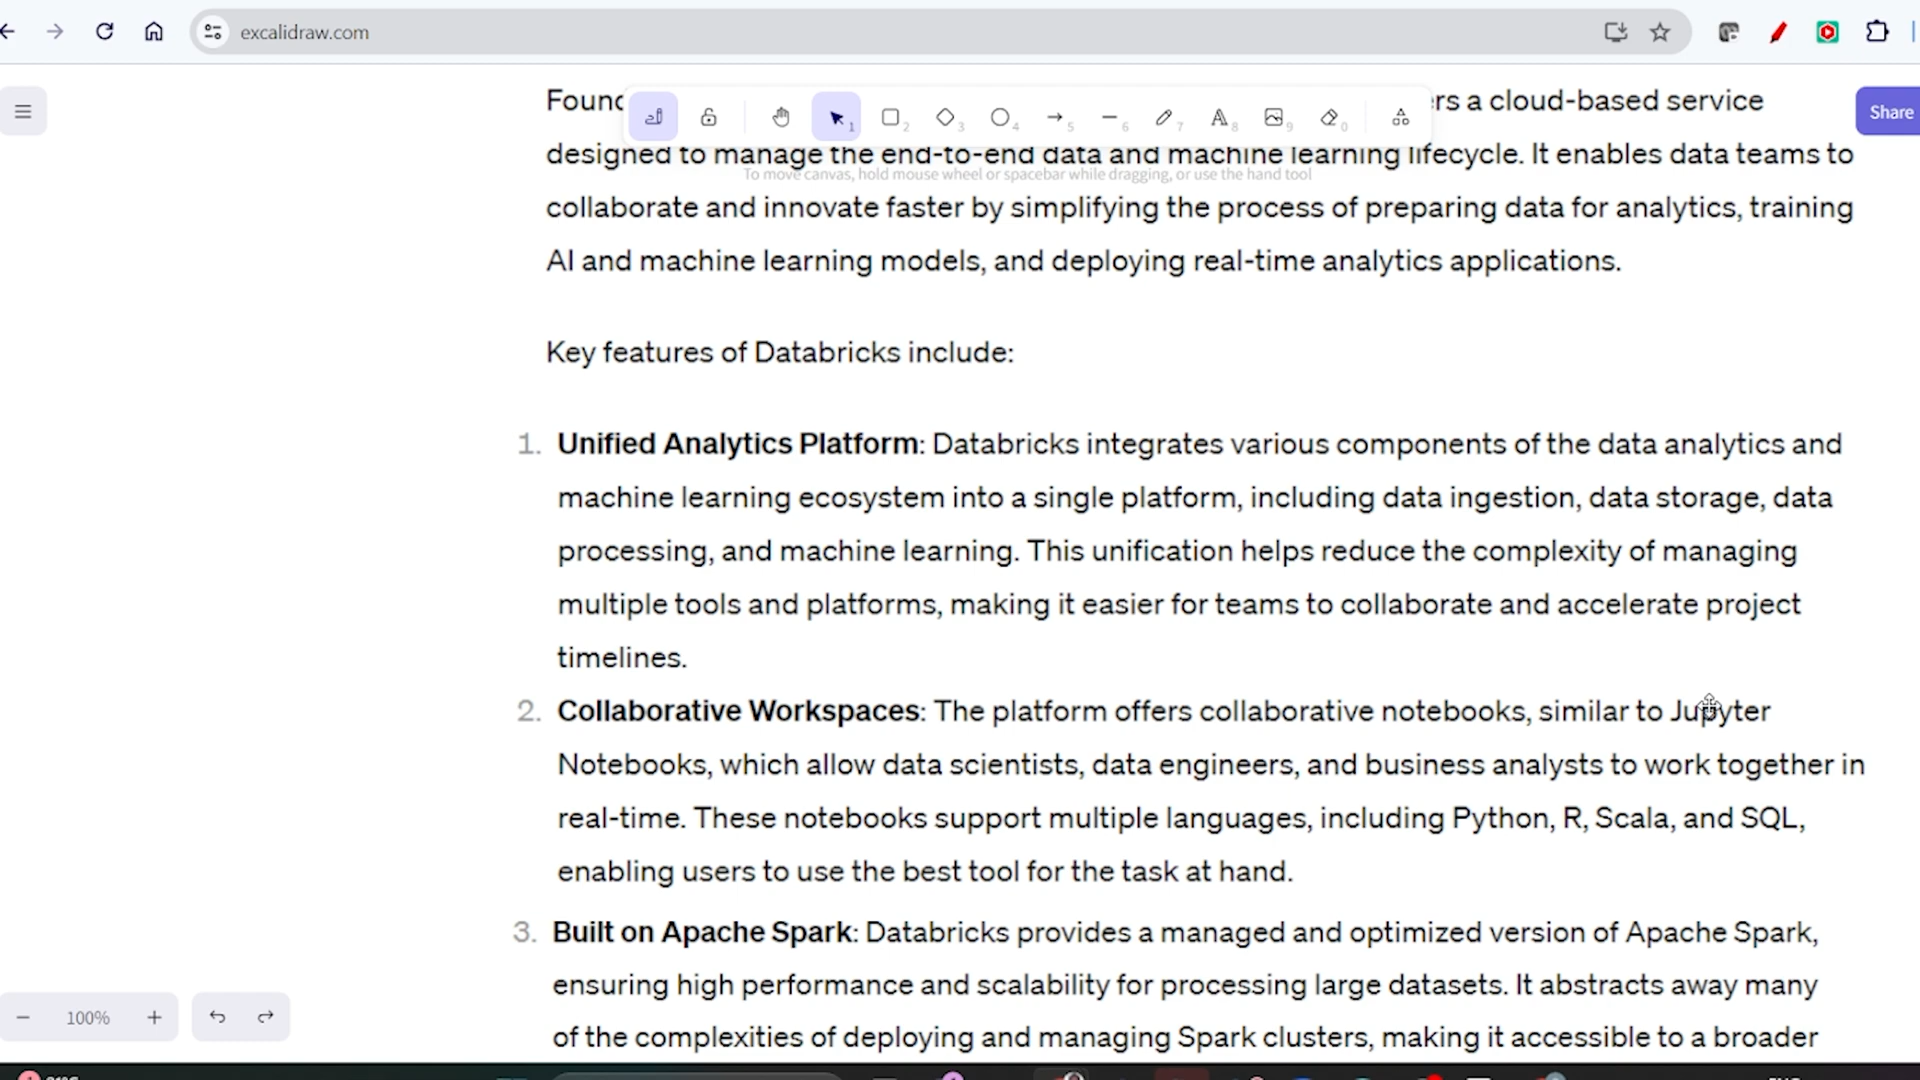 excalidraw.com
Share
1 2 3 4 5 6 7 8 9 0
Found rs a cloud-based service
designed to manage the end-to-end data and machine learning lifecycle. It enables data teams to
To move canvas, hold mouse wheel or spacebar while dragging, or use the hand tool
collaborate and innovate faster by simplifying the process of preparing data for analytics, training
AI and machine learning models, and deploying real-time analytics applications.
Key features of Databricks include:
1. Unified Analytics Platform: Databricks integrates various components of the data analytics and
machine learning ecosystem into a single platform, including data ingestion, data storage, data
processing, and machine learning. This unification helps reduce the complexity of managing
multiple tools and platforms, making it easier for teams to collaborate and accelerate project
timelines.
2. Collaborative Workspaces: The platform offers collaborative notebooks, similar to Jupyter
Notebooks, which allow data scientists, data engineers, and business analysts to work together in
real-time. These notebooks support multiple languages, including Python, R, Scala, and SQL,
enabling users to use the best tool for the task at hand.
3. Built on Apache Spark: Databricks provides a managed and optimized version of Apache Spark,
ensuring high performance and scalability for processing large datasets. It abstracts away many
of the complexities of deploying and managing Spark clusters, making it accessible to a broader
100%